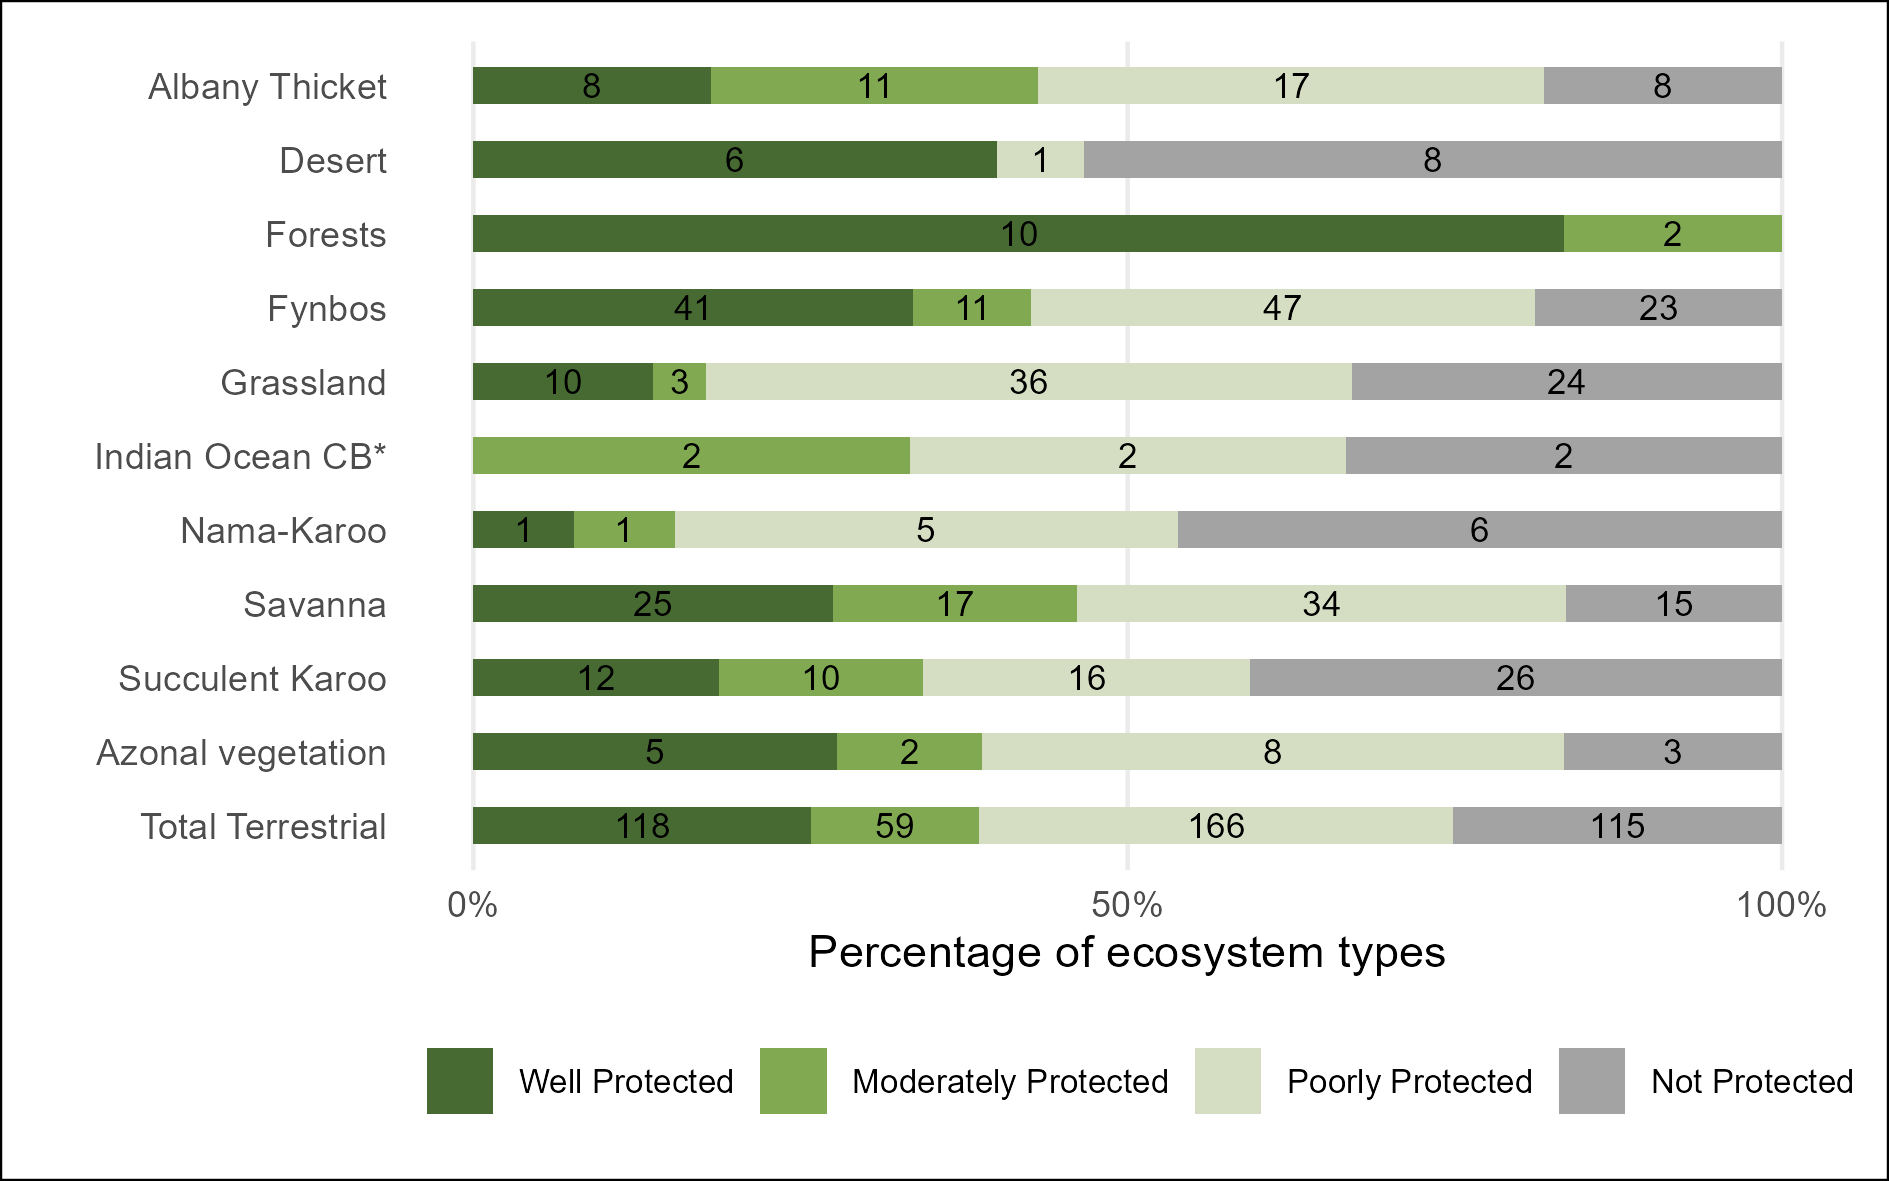 Albany Thicket 8 11 17 8
Desert 6 1 8
Forests 10 2
Fynbos 41 11 47 23
Grassland 10 3 36 24
Indian Ocean CB* 2 2 2
Nama-Karoo 1 1 5 6
Savanna 25 17 34 15
Succulent Karoo 12 10 16 26
Azonal vegetation 5 2 8 3
Total Terrestrial 118 59 166 115
0% 50% 100%
Percentage of ecosystem types
Well Protected Moderately Protected Poorly Protected Not Protected